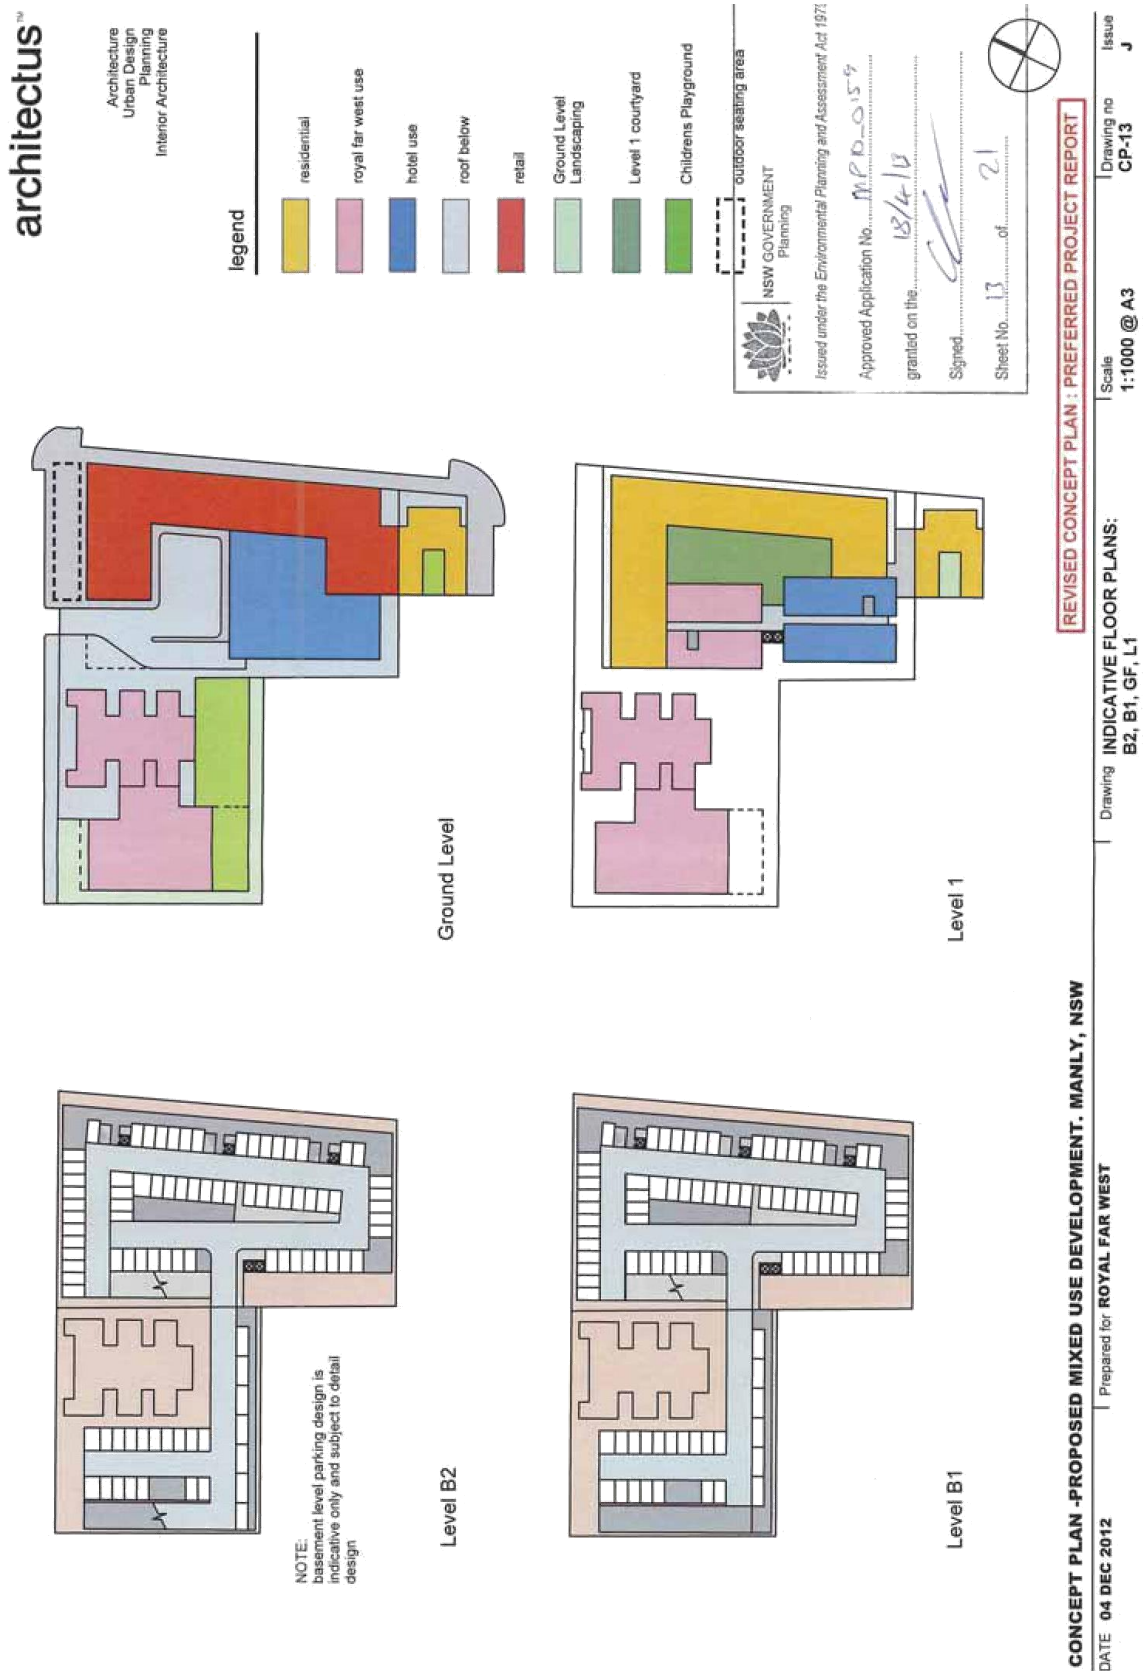 architectus™
Architecture
Urban Design
Planning
Interior Architecture
legend
residential
royal far west use
hotel use
roof below
retail
Ground Level
Landscaping
Level 1 courtyard
Childrens Playground
outdoor seating area
Ground Level
Level 1
Level B2
Level B1
NOTE:
basement level parking design is
indicative only and subject to detail
design
NSW GOVERNMENT
Planning
Issued under the Environmental Planning and Assessment Act 1979
Approved Application No. MP10_0159
granted on the 18/4/13
Signed
Sheet No. 13 of 21
REVISED CONCEPT PLAN : PREFERRED PROJECT REPORT
CONCEPT PLAN -PROPOSED MIXED USE DEVELOPMENT. MANLY, NSW
DATE 04 DEC 2012
Prepared for ROYAL FAR WEST
Drawing INDICATIVE FLOOR PLANS:
B2, B1, GF, L1
Scale
1:1000 @ A3
Drawing no
CP-13
Issue
J